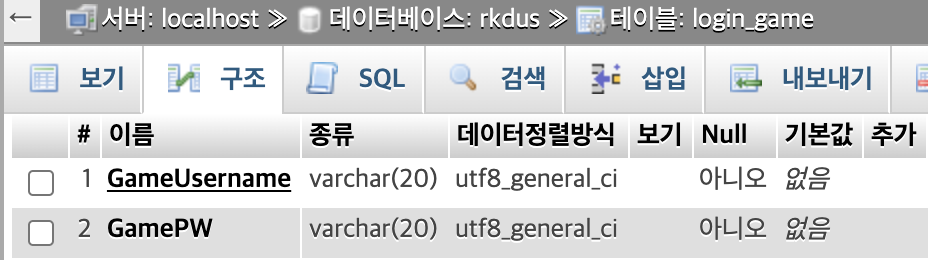 ← 서버: localhost » 데이터베이스: rkdus » 테이블: login_game
보기 구조 SQL 검색 삽입 내보내기
# 이름 종류 데이터정렬방식 보기 Null 기본값 추가
1 GameUsername varchar(20) utf8_general_ci 아니오 없음
2 GamePW varchar(20) utf8_general_ci 아니오 없음